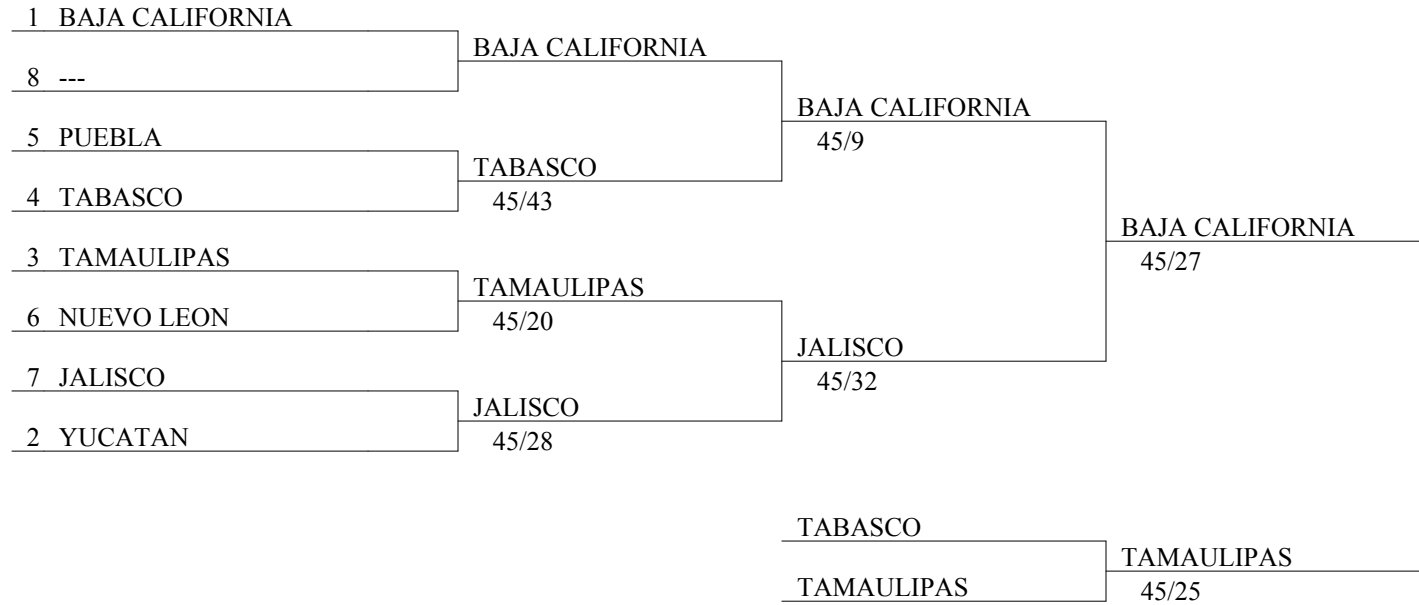 1 BAJA CALIFORNIA
BAJA CALIFORNIA
8 ---
BAJA CALIFORNIA
45/9
5 PUEBLA
TABASCO
45/43
4 TABASCO
BAJA CALIFORNIA
45/27
3 TAMAULIPAS
TAMAULIPAS
45/20
6 NUEVO LEON
JALISCO
45/32
7 JALISCO
JALISCO
45/28
2 YUCATAN
TABASCO
TAMAULIPAS
45/25
TAMAULIPAS